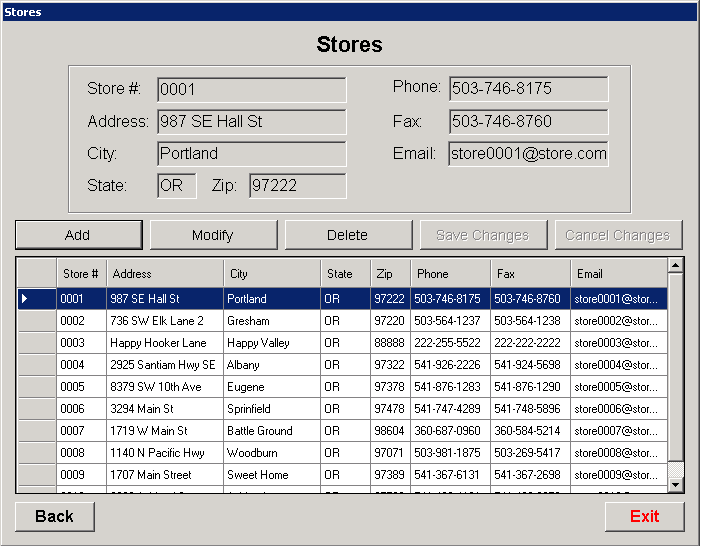 Stores
Stores
Store #: 0001 Phone: 503-746-8175
Address: 987 SE Hall St Fax: 503-746-8760
City: Portland Email: store0001@store.com
State: OR Zip: 97222
Add Modify Delete Save Changes Cancel Changes
Store # Address City State Zip Phone Fax Email
0001 987 SE Hall St Portland OR 97222 503-746-8175 503-746-8760 store0001@stor...
0002 736 SW Elk Lane 2 Gresham OR 97220 503-564-1237 503-564-1238 store0002@stor...
0003 Happy Hooker Lane Happy Valley OR 88888 222-255-5522 222-222-2222 store0003@stor...
0004 2925 Santiam Hwy SE Albany OR 97322 541-926-2226 541-924-5698 store0004@stor...
0005 8379 SW 10th Ave Eugene OR 97378 541-876-1283 541-876-1290 store0005@stor...
0006 3294 Main St Sprinfield OR 97478 541-747-4289 541-748-5896 store0006@stor...
0007 1719 W Main Battle Ground OR 98604 360-687-0960 360-584-5214 store0007@stor...
0008 1140 N Pacific Hwy Woodburn OR 97071 503-981-1875 503-269-5417 store0008@stor...
0009 1707 Main Street Sweet Home OR 97389 541-367-6131 541-367-2698 store0009@stor...
Back Exit